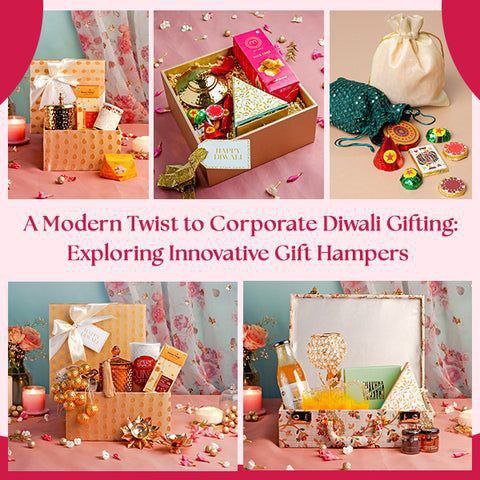 HAPPY
DIWALI
A Modern Twist to Corporate Diwali Gifting:
Exploring Innovative Gift Hampers